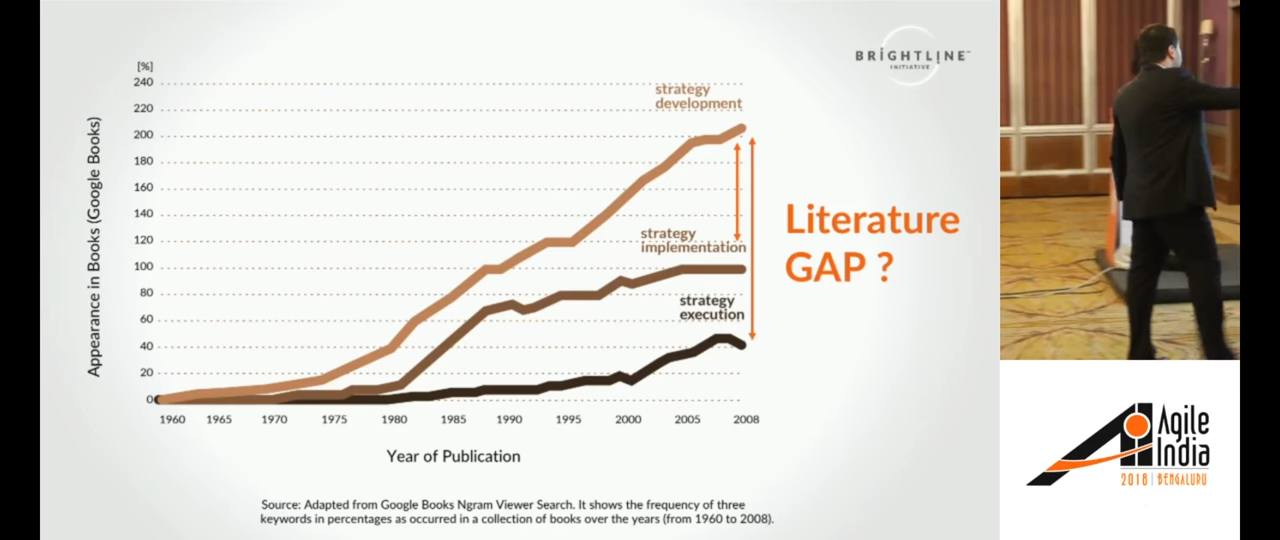 BRiGHTLINE™
INITIATIVE
[%]
240
220
200
180
160
140
120
100
80
60
40
20
0
Appearance in Books (Google Books)
strategy
development
strategy
implementation
strategy
execution
Literature
GAP ?
1960 1965 1970 1975 1980 1985 1990 1995 2000 2005 2008
Year of Publication
Source: Adapted from Google Books Ngram Viewer Search. It shows the frequency of three
keywords in percentages as occurred in a collection of books over the years (from 1960 to 2008).
Agile
India
2018 | BENGALURU